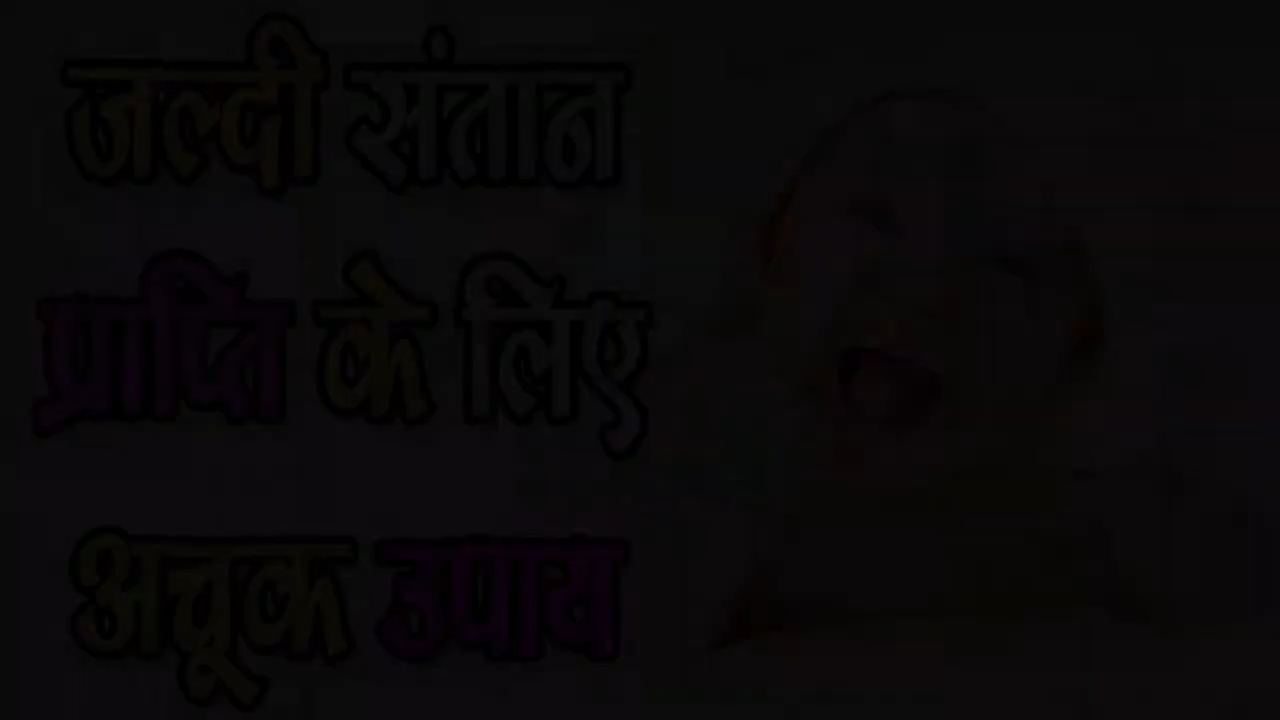 जल्दी संतान
प्राप्ति के लिए
अचूक उपाय